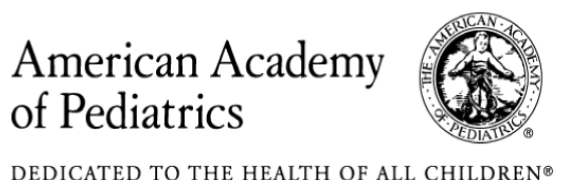 American Academy
of Pediatrics
THE · AMERICAN · ACADEMY · OF · PEDIATRICS · ®
DEDICATED TO THE HEALTH OF ALL CHILDREN®